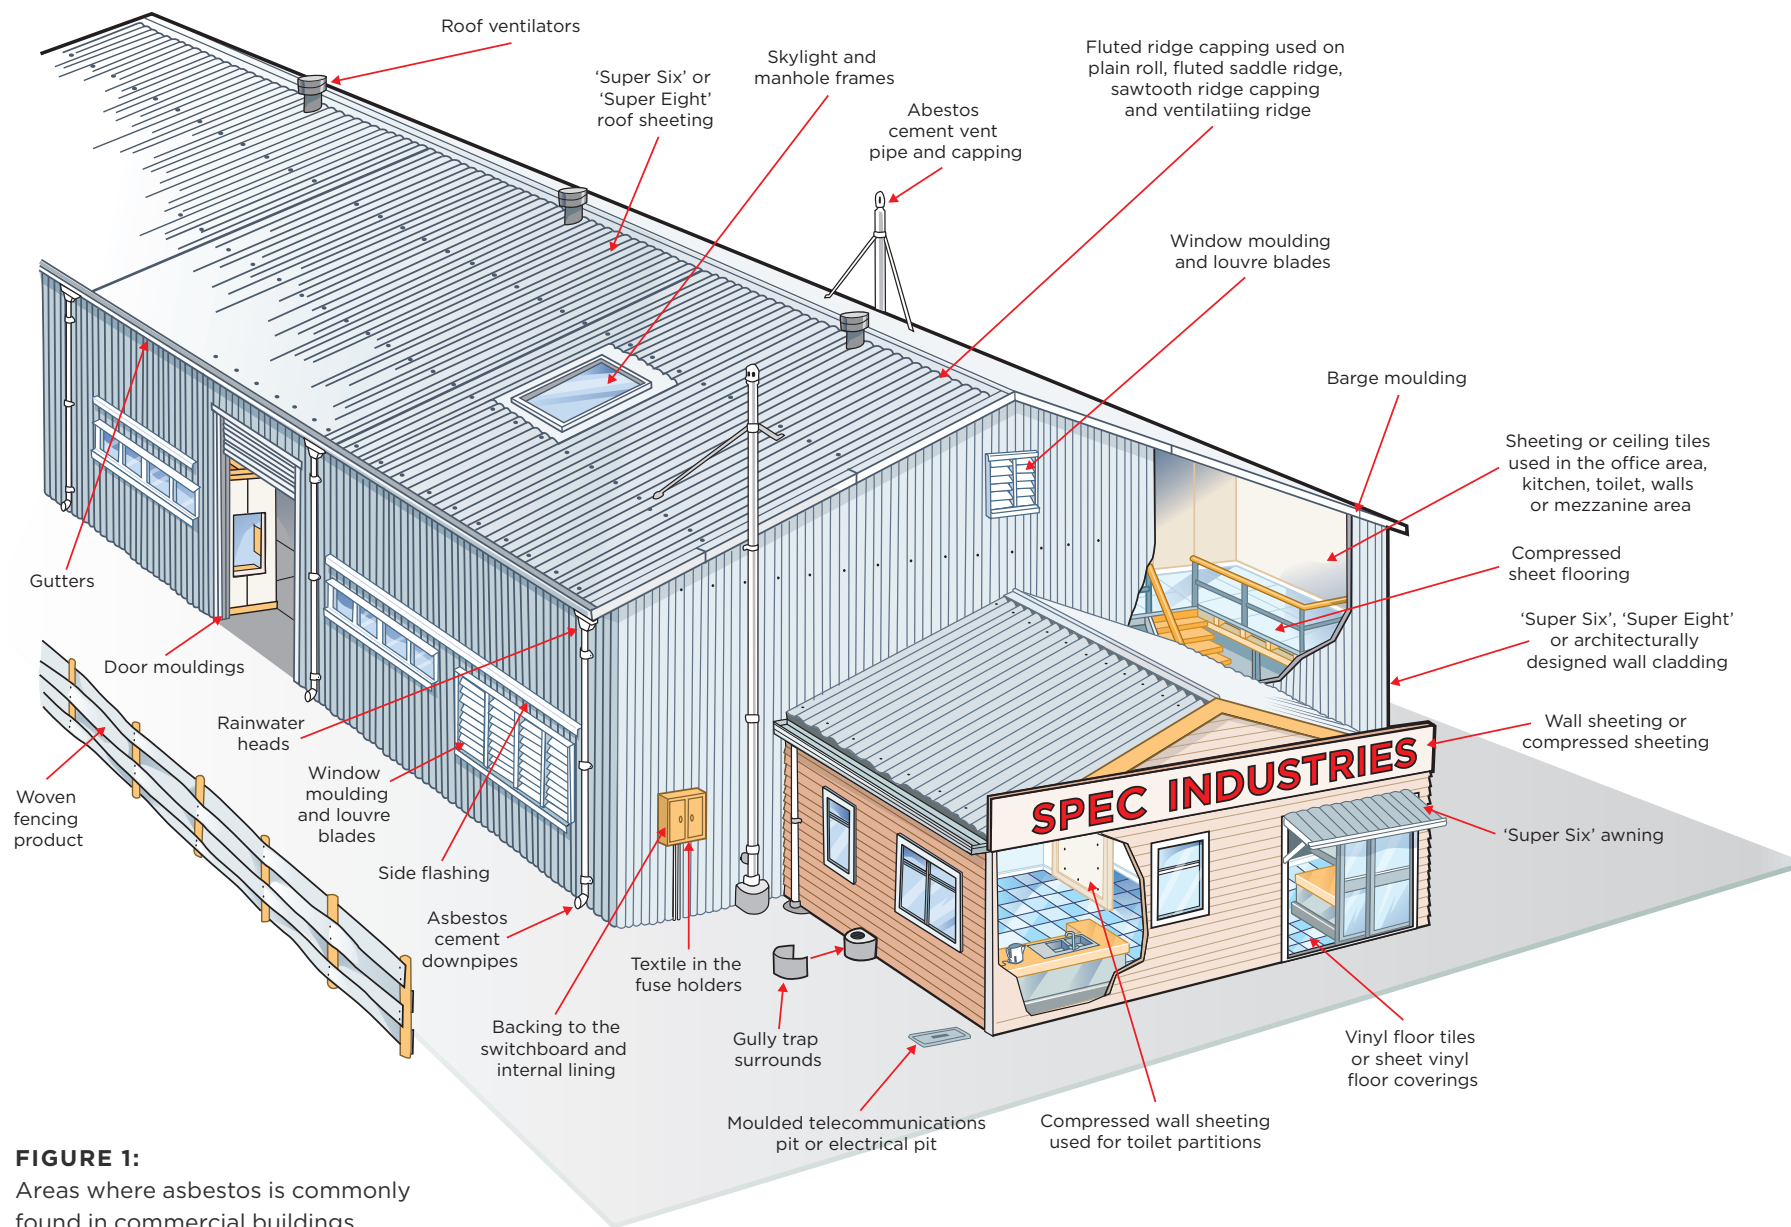 Roof ventilators
‘Super Six’ or
‘Super Eight’
roof sheeting
Skylight and
manhole frames
Abestos
cement vent
pipe and capping
Fluted ridge capping used on
plain roll, fluted saddle ridge,
sawtooth ridge capping
and ventilatiing ridge
Window moulding
and louvre blades
Barge moulding
Sheeting or ceiling tiles
used in the office area,
kitchen, toilet, walls
or mezzanine area
Compressed
sheet flooring
‘Super Six’, ‘Super Eight’
or architecturally
designed wall cladding
Wall sheeting or
compressed sheeting
SPEC INDUSTRIES
‘Super Six’ awning
Gutters
Door mouldings
Rainwater
heads
Window
moulding
and louvre
blades
Side flashing
Woven
fencing
product
Asbestos
cement
downpipes
Textile in the
fuse holders
Backing to the
switchboard and
internal lining
Gully trap
surrounds
Moulded telecommunications
pit or electrical pit
Compressed wall sheeting
used for toilet partitions
Vinyl floor tiles
or sheet vinyl
floor coverings
FIGURE 1:
Areas where asbestos is commonly
found in commercial buildings